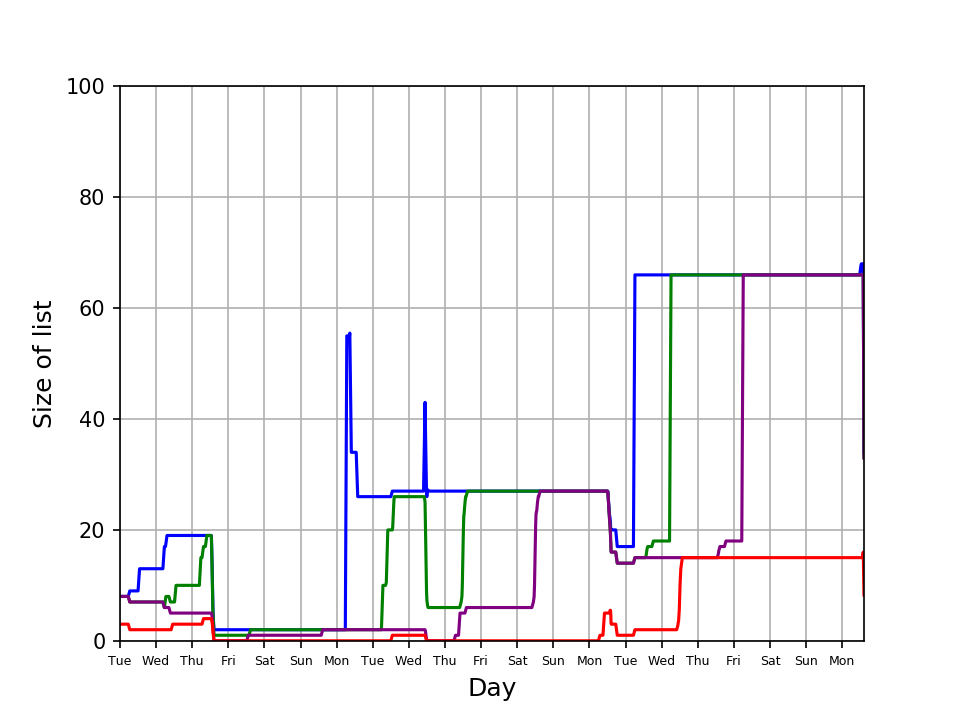 100
80
60
40
20
0
Size of list
Tue Wed Thu Fri Sat Sun Mon Tue Wed Thu Fri Sat Sun Mon Tue Wed Thu Fri Sat Sun Mon
Day